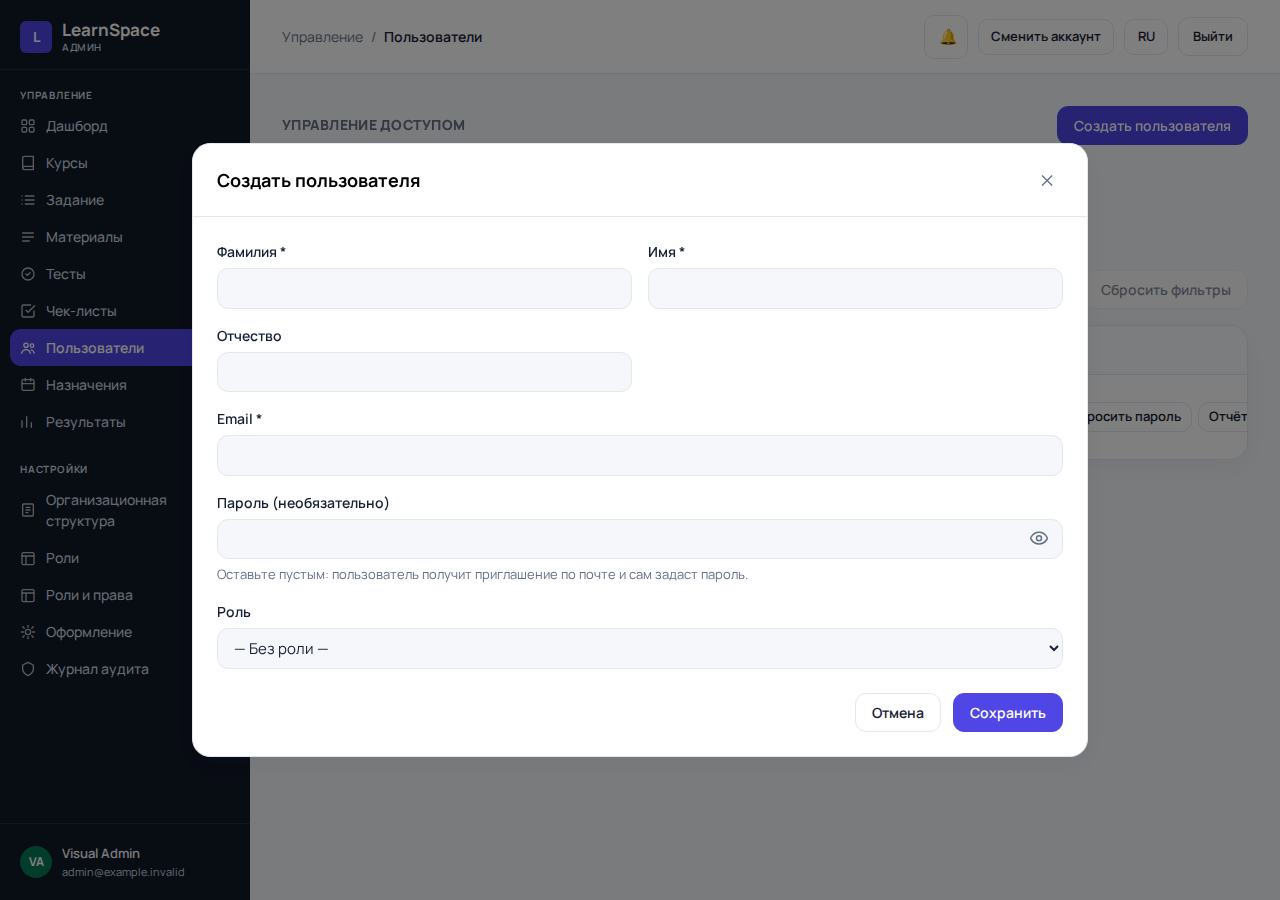 L
LearnSpace
АДМИН
УПРАВЛЕНИЕ
Дашборд
Курсы
Задание
Материалы
Тесты
Чек-листы
Пользователи
Назначения
Результаты
НАСТРОЙКИ
Организационная
структура
Роли
Роли и права
Оформление
Журнал аудита
VA
Visual Admin
admin@example.invalid
Управление / Пользователи
Сменить аккаунт
RU
Выйти
УПРАВЛЕНИЕ ДОСТУПОМ
Создать пользователя
Сбросить фильтры
Отчёт
Создать пользователя
Фамилия *
Имя *
Отчество
Email *
Пароль (необязательно)
Оставьте пустым: пользователь получит приглашение по почте и сам задаст пароль.
Роль
— Без роли —
Отмена
Сохранить